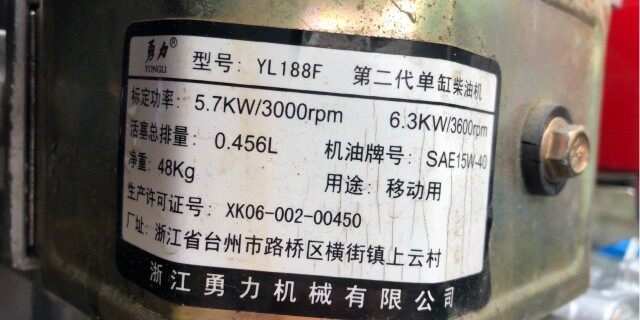 勇力® 型号：YL188F 第二代单缸柴油机
YONGLI
标定功率：5.7KW/3000rpm 6.3KW/3600rpm
活塞总排量：0.456L 机油牌号：SAE15W-40
净重：48Kg 用途：移动用
生产许可证号：XK06-002-00450
厂址：浙江省台州市路桥区横街镇上云村
浙江勇力机械有限公司